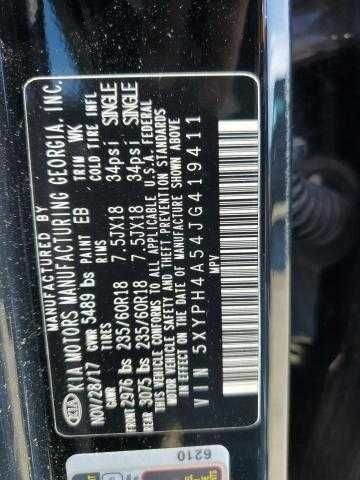 MANUFACTURED BY
KIA KIA MOTORS MANUFACTURING GEORGIA, INC.
NOV/28/17 PAINT EB TRIM WK
GVWR 5489 lbs
GAWR TIRES RIMS COLD TIRE INFL
FRONT 2976 lbs 235/60R18 7.5JX18 34psi SINGLE
REAR 3075 lbs 235/60R18 7.5JX18 34psi SINGLE
THIS VEHICLE CONFORMS TO ALL APPLICABLE U.S.A. FEDERAL
MOTOR VEHICLE SAFETY AND THEFT PREVENTION STANDARDS
IN EFFECT ON THE DATE OF MANUFACTURE SHOWN ABOVE
VIN 5XYPH4A54JG419411
MPV
6210